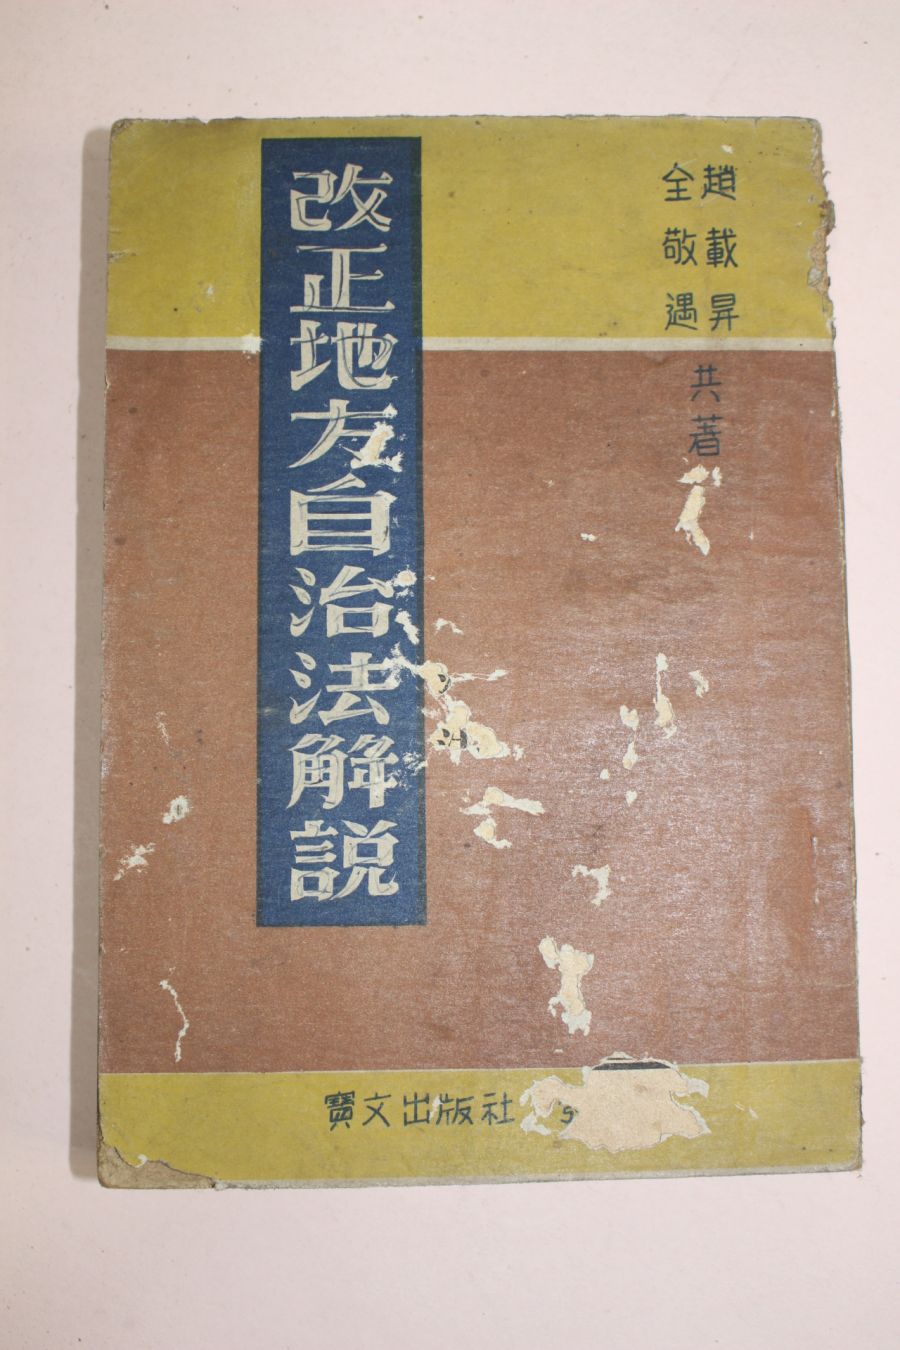 趙載昇
全敬遇
共著
改正地方自治法解説
寶文出版社